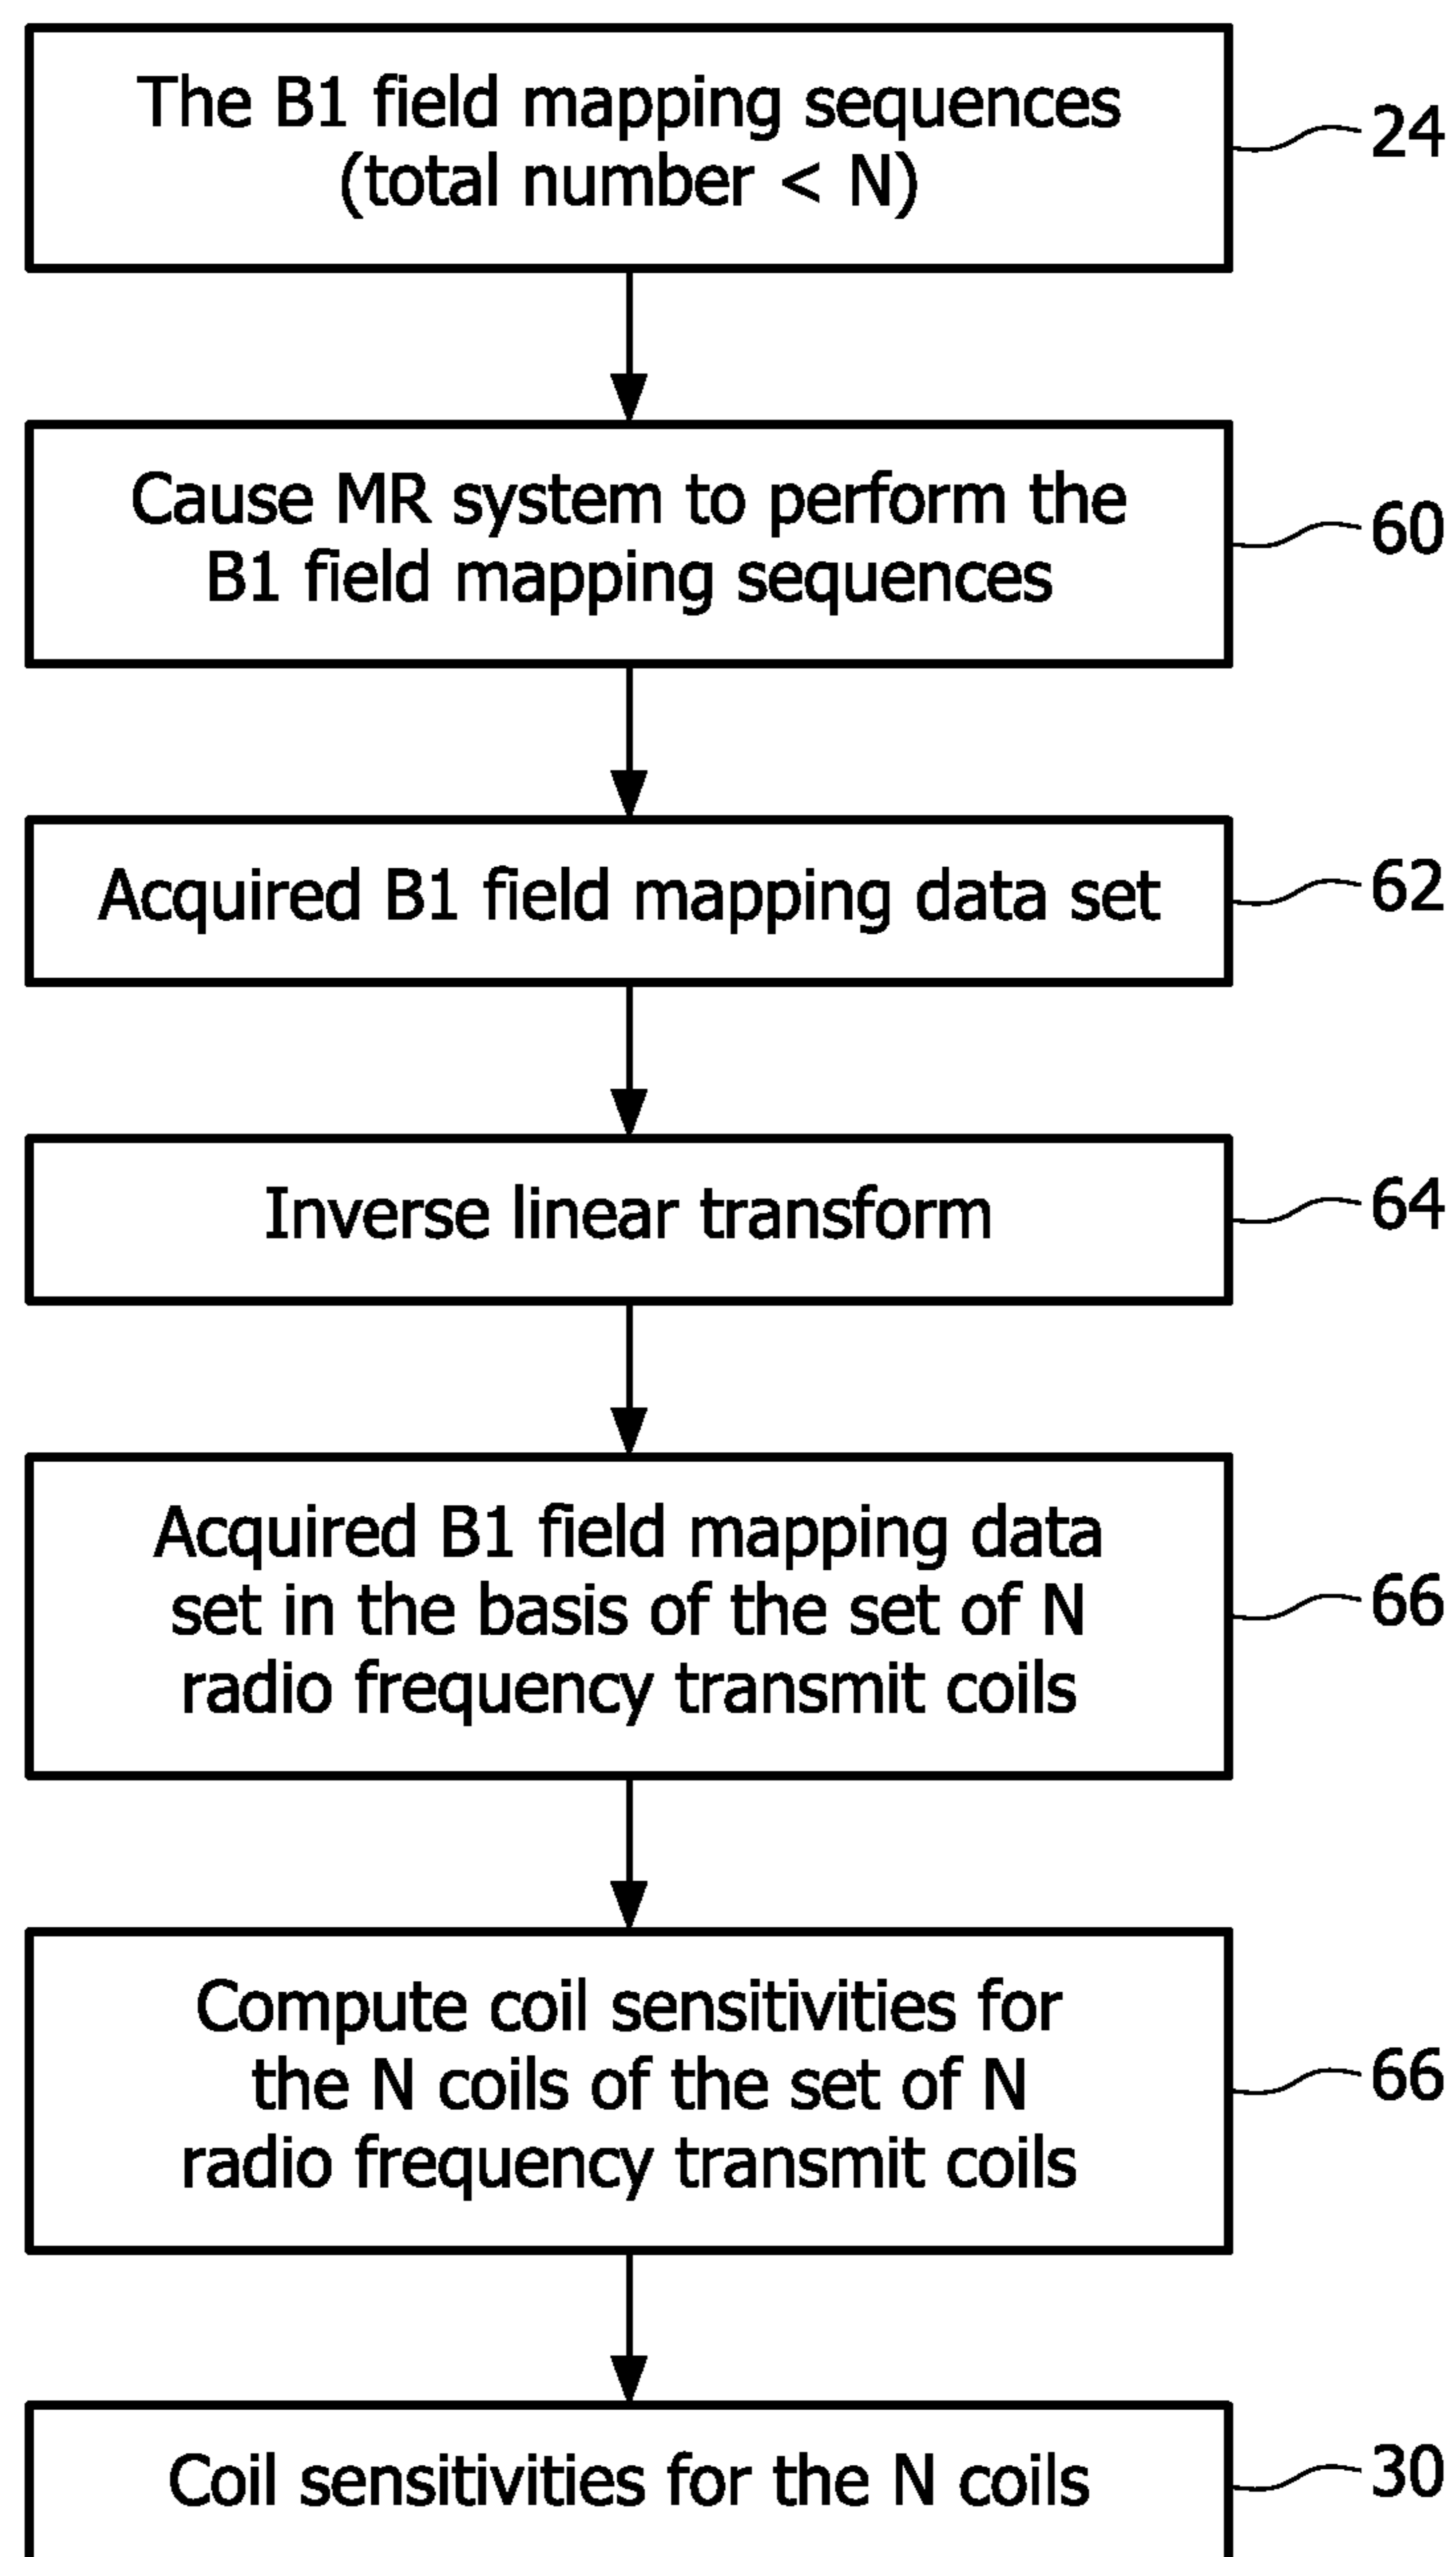 The B1 field mapping sequences
(total number < N)
24
Cause MR system to perform the
B1 field mapping sequences
60
Acquired B1 field mapping data set
62
Inverse linear transform
64
Acquired B1 field mapping data
set in the basis of the set of N
radio frequency transmit coils
66
Compute coil sensitivities for
the N coils of the set of N
radio frequency transmit coils
66
Coil sensitivities for the N coils
30